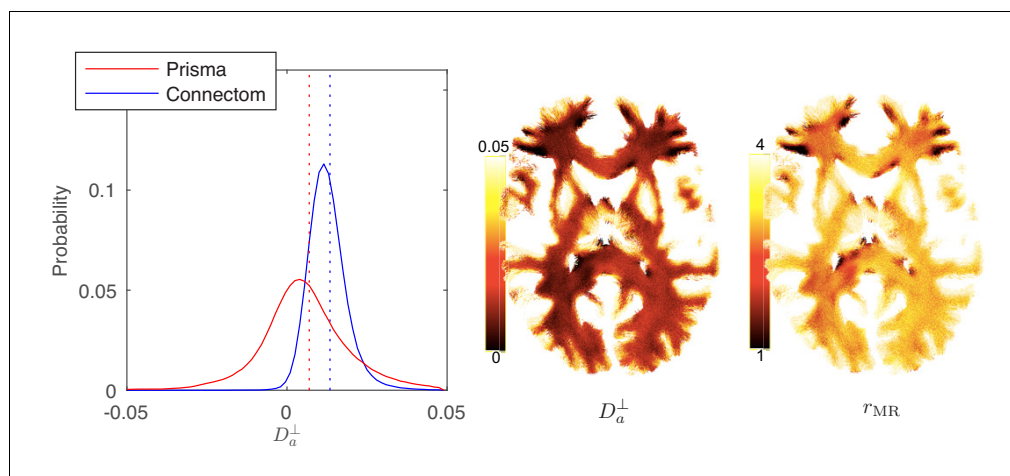 Prisma
Connectom
Probability
0.1
0.05
0
-0.05
0
0.05
D_a^⊥
0.05
0
D_a^⊥
4
1
r_MR